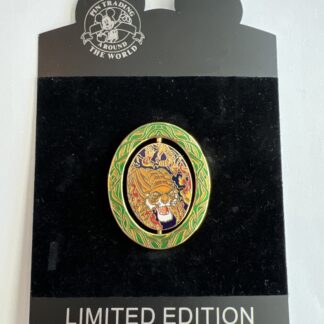 PIN TRADING
AROUND
THE WORLD
LIMITED EDITION